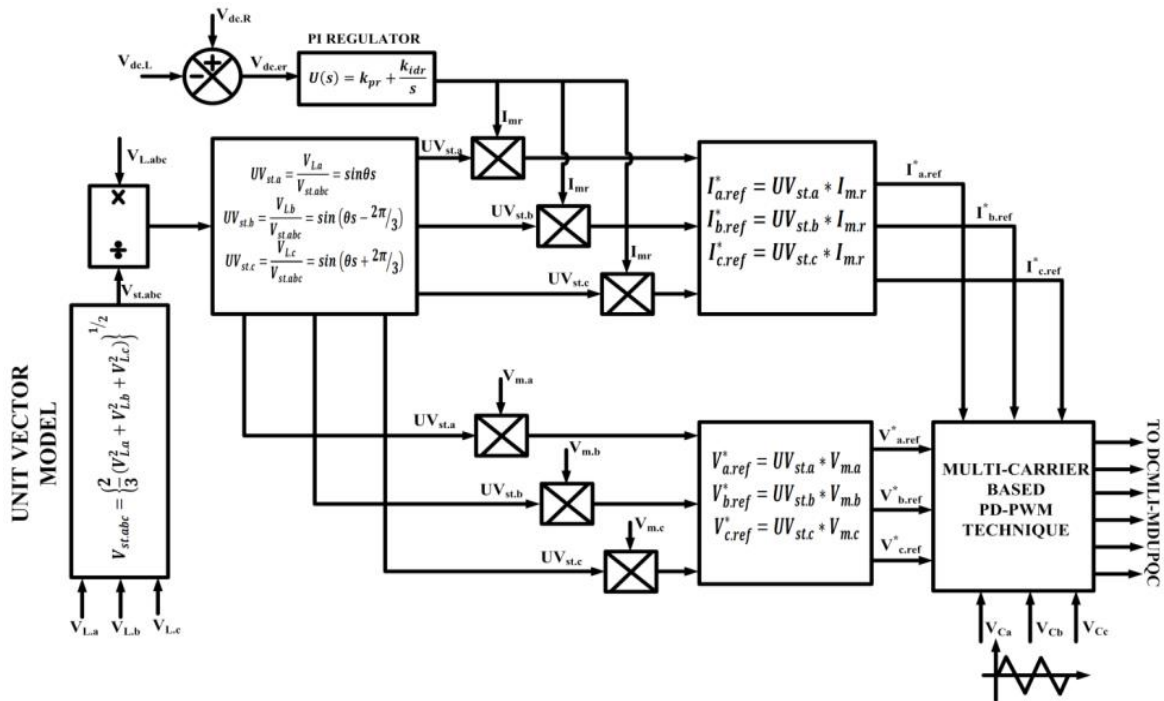 V_dc.R
PI REGULATOR
V_dc.L
V_dc.er
+
-
U(s) = k_pr + k_idr/s
I_mr
V_L.abc
UV_st.a
×
÷
UV_st.a = V_L.a/V_st.abc = sinθs
UV_st.b = V_L.b/V_st.abc = sin (θs − 2π/3)
UV_st.c = V_L.c/V_st.abc = sin (θs + 2π/3)
I_mr
UV_st.b
I_mr
UV_st.c
I*_a.ref = UV_st.a * I_m.r
I*_b.ref = UV_st.b * I_m.r
I*_c.ref = UV_st.c * I_m.r
I*_a.ref
I*_b.ref
I*_c.ref
V_st.abc
UNIT VECTOR
MODEL
V_st.abc = {2/3 (V²_L.a + V²_L.b + V²_L.c)}^1/2
V_L.a
V_L.b
V_L.c
V_m.a
UV_st.a
V_m.b
UV_st.b
V_m.c
UV_st.c
V*_a.ref = UV_st.a * V_m.a
V*_b.ref = UV_st.b * V_m.b
V*_c.ref = UV_st.c * V_m.c
V*_a.ref
V*_b.ref
V*_c.ref
MULTI-CARRIER
BASED
PD-PWM
TECHNIQUE
TO DCMLI-MDUPQC
V_Ca
V_Cb
V_Cc